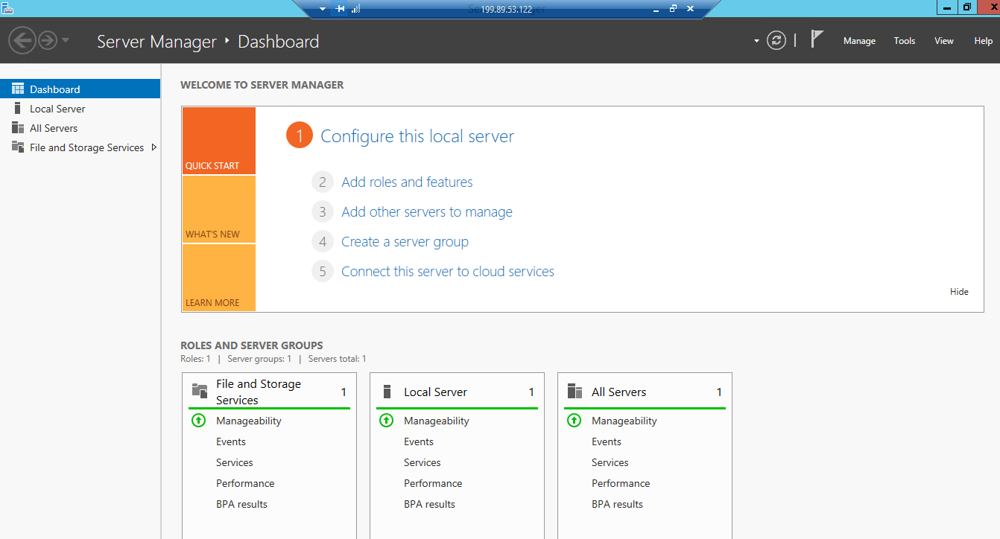 199.89.53.122
Server Manager ‣ Dashboard
Manage Tools View Help
Dashboard
Local Server
All Servers
File and Storage Services
WELCOME TO SERVER MANAGER
QUICK START
WHAT'S NEW
LEARN MORE
1 Configure this local server
2 Add roles and features
3 Add other servers to manage
4 Create a server group
5 Connect this server to cloud services
Hide
ROLES AND SERVER GROUPS
Roles: 1 | Server groups: 1 | Servers total: 1
File and Storage
Services 1
Manageability
Events
Services
Performance
BPA results
Local Server 1
Manageability
Events
Services
Performance
BPA results
All Servers 1
Manageability
Events
Services
Performance
BPA results